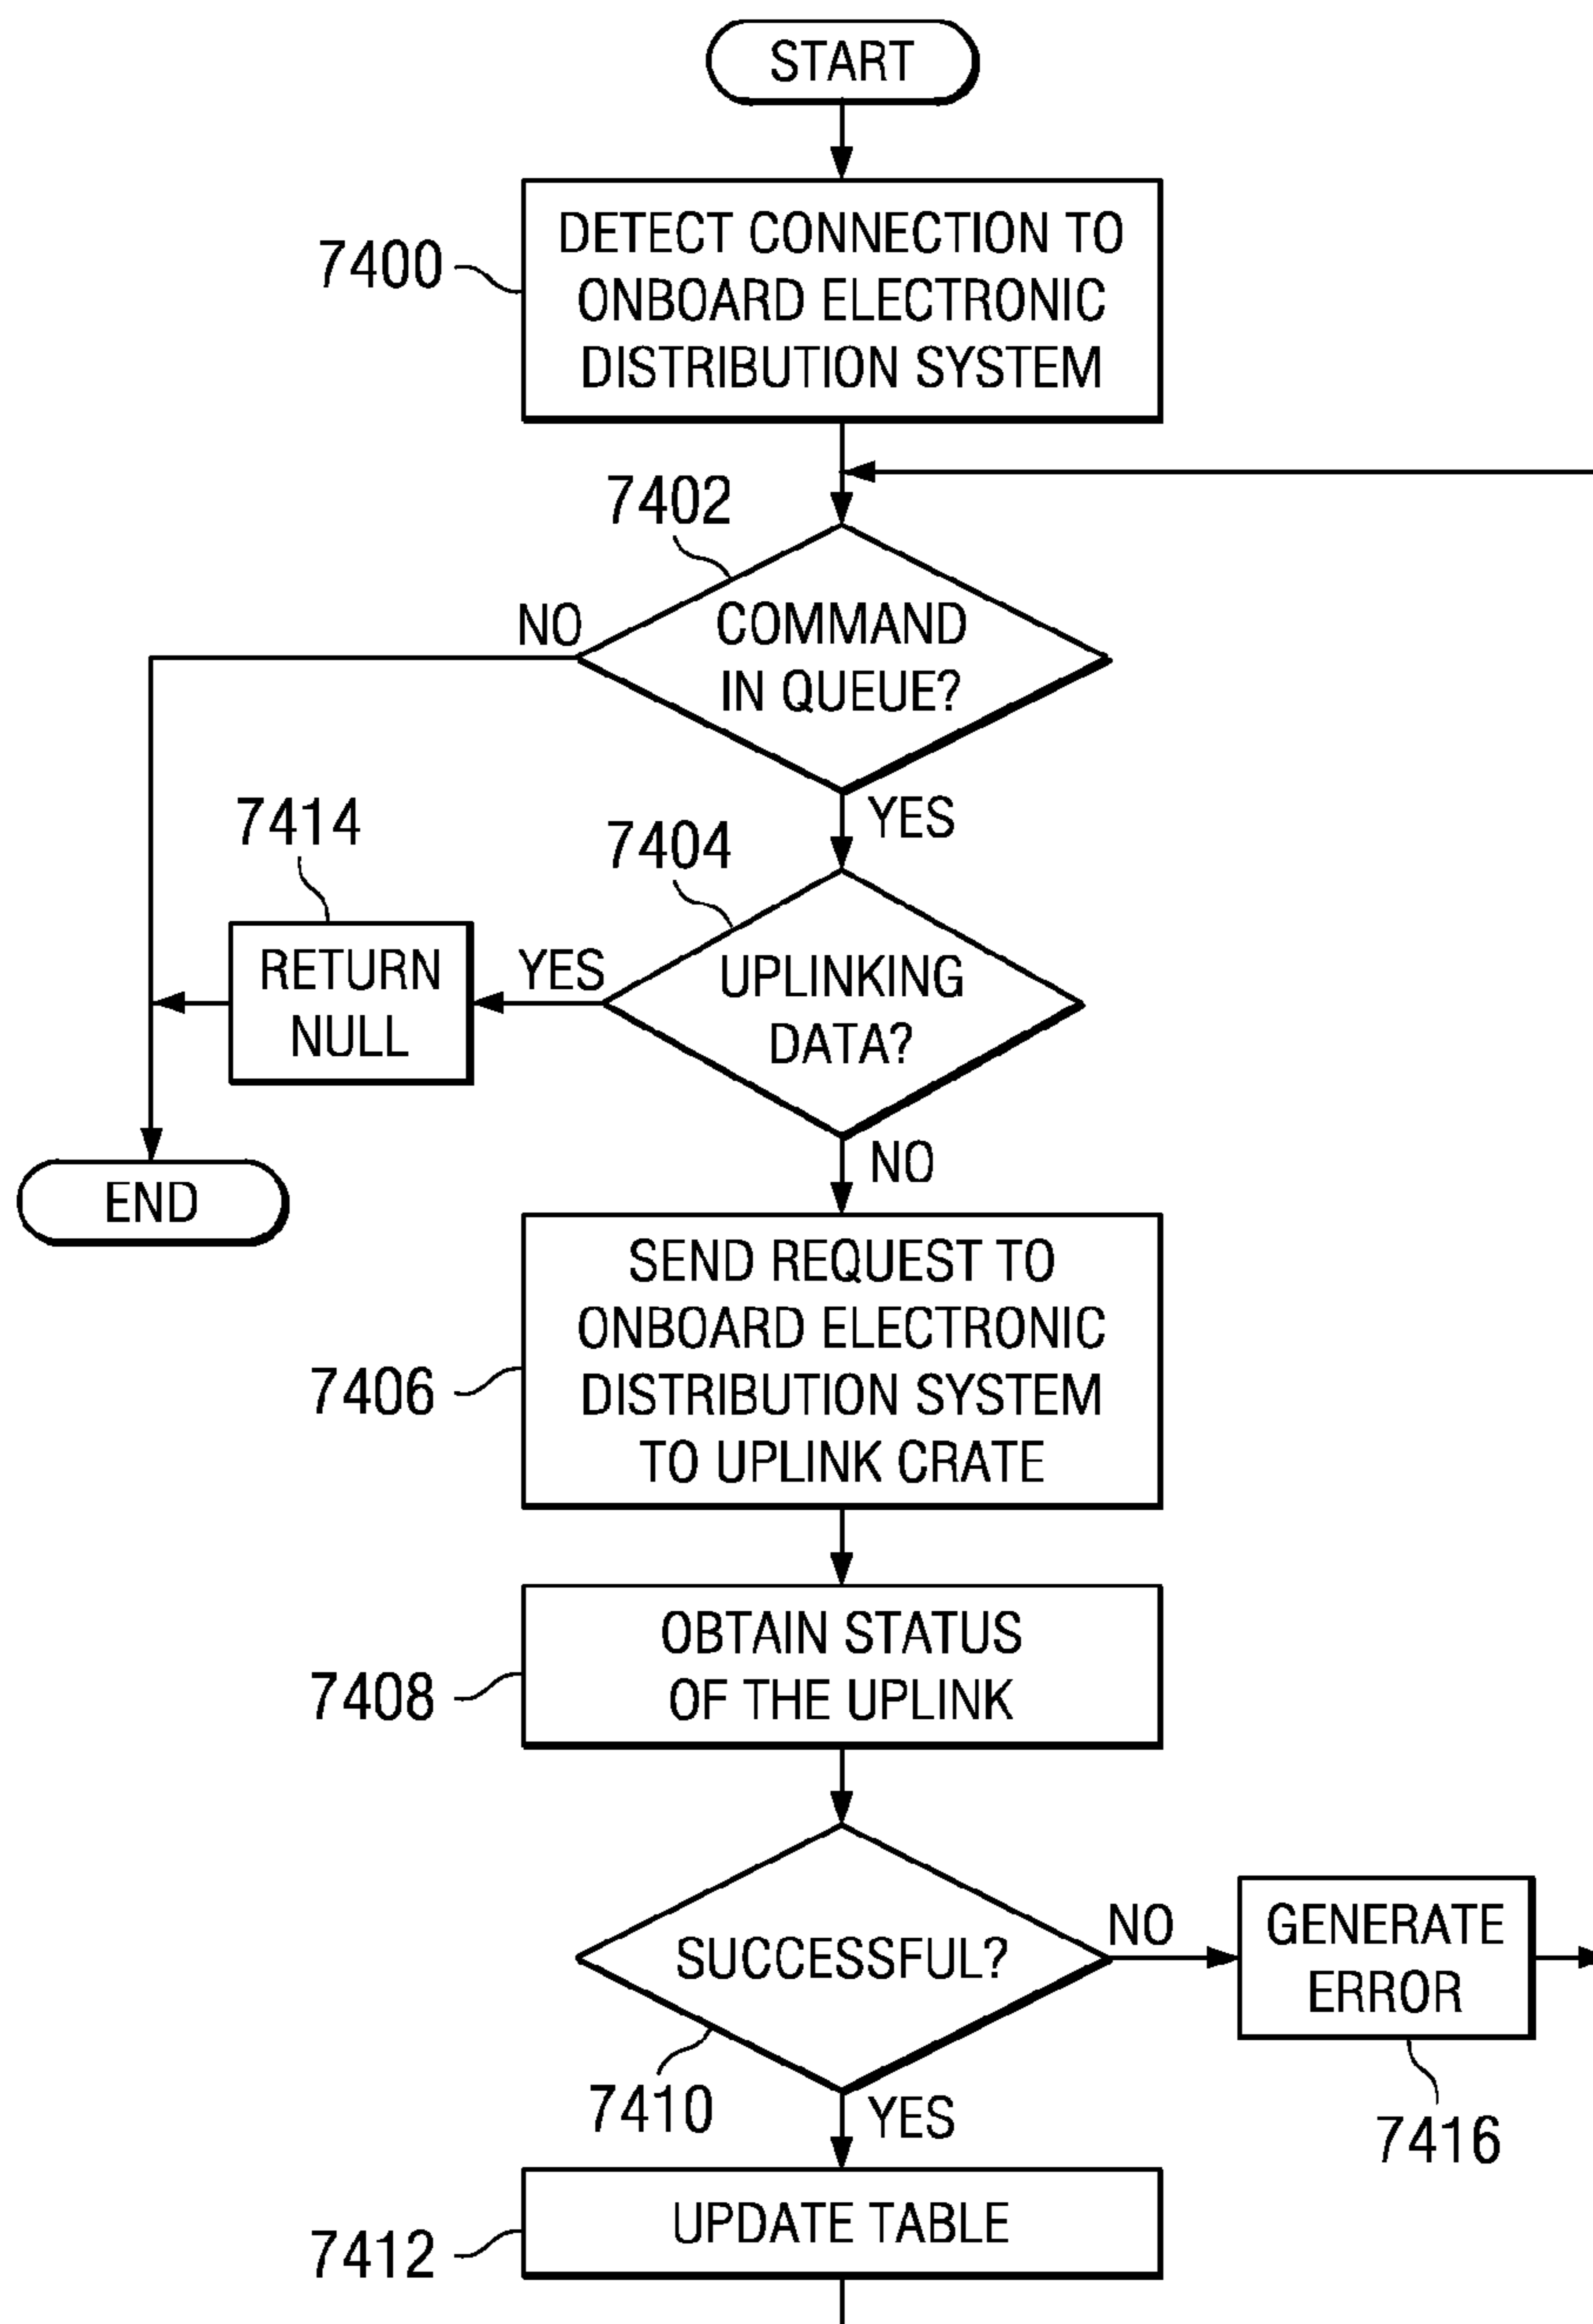 START
7400
DETECT CONNECTION TO
ONBOARD ELECTRONIC
DISTRIBUTION SYSTEM
7402
NO
COMMAND
IN QUEUE?
YES
7414
7404
RETURN
NULL
YES
UPLINKING
DATA?
NO
END
SEND REQUEST TO
ONBOARD ELECTRONIC
DISTRIBUTION SYSTEM
TO UPLINK CRATE
7406
OBTAIN STATUS
OF THE UPLINK
7408
SUCCESSFUL?
NO
GENERATE
ERROR
7410
YES
7416
UPDATE TABLE
7412